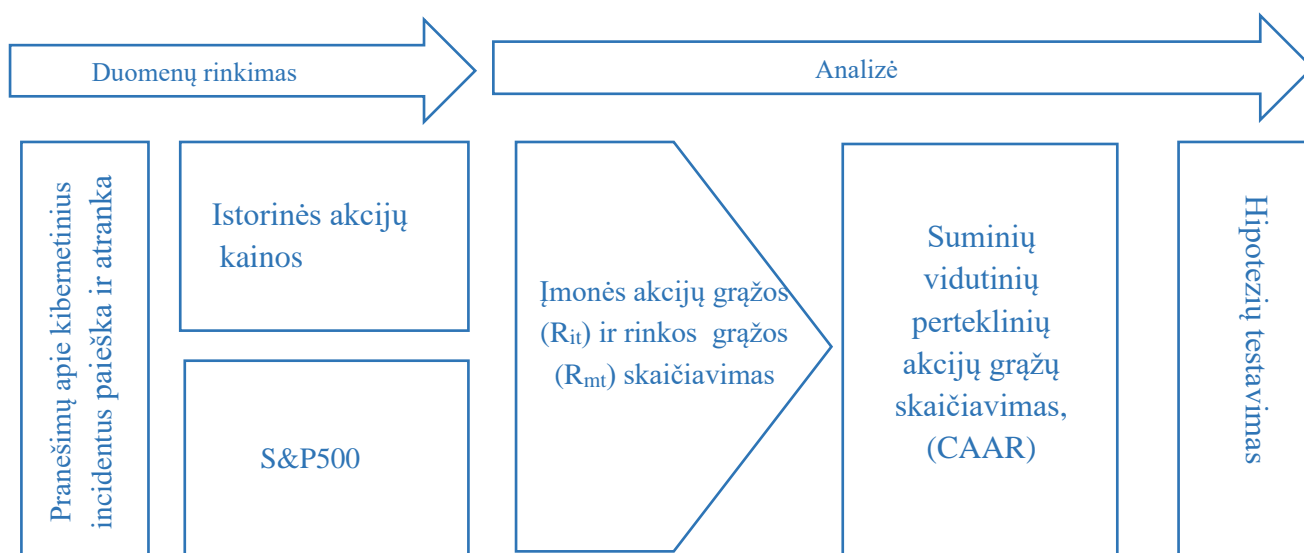 Duomenų rinkimas
Analizė
Pranešimų apie kibernetinius
incidentus paieška ir atranka
Istorinės akcijų
kainos
S&P500
Įmonės akcijų grąžos
(Rit) ir rinkos grąžos
(Rmt) skaičiavimas
Suminių
vidutinių
perteklinių
akcijų grąžų
skaičiavimas,
(CAAR)
Hipotezių testavimas